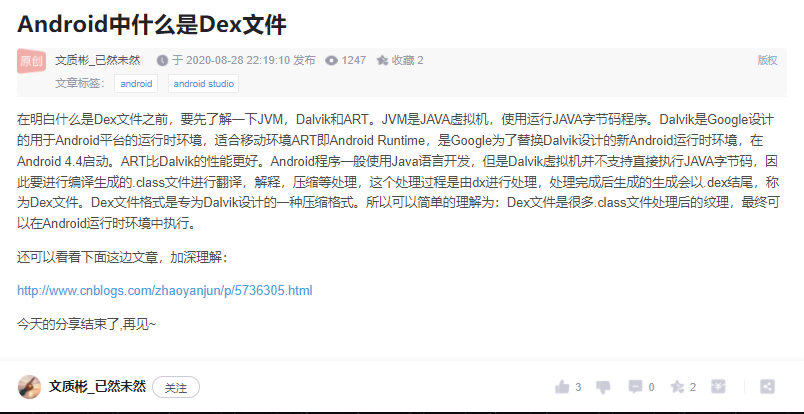 Android中什么是Dex文件
原创 文质彬_已然未然 于 2020-08-28 22:19:10 发布 1247 收藏 2 版权
文章标签： android android studio
在明白什么是Dex文件之前，要先了解一下JVM，Dalvik和ART。JVM是JAVA虚拟机，使用运行JAVA字节码程序。Dalvik是Google设计
的用于Android平台的运行时环境，适合移动环境ART即Android Runtime，是Google为了替换Dalvik设计的新Android运行时环境，在
Android 4.4启动。ART比Dalvik的性能更好。Android程序一般使用Java语言开发，但是Dalvik虚拟机并不支持直接执行JAVA字节码，因
此要进行编译生成的.class文件进行翻译，解释，压缩等处理，这个处理过程是由dx进行处理，处理完成后生成的生成会以.dex结尾，称
为Dex文件。Dex文件格式是专为Dalvik设计的一种压缩格式。所以可以简单的理解为：Dex文件是很多.class文件处理后的纹理，最终可
以在Android运行时环境中执行。
还可以看看下面这边文章，加深理解：
http://www.cnblogs.com/zhaoyanjun/p/5736305.html
今天的分享结束了,再见~
文质彬_已然未然 关注 3 0 2